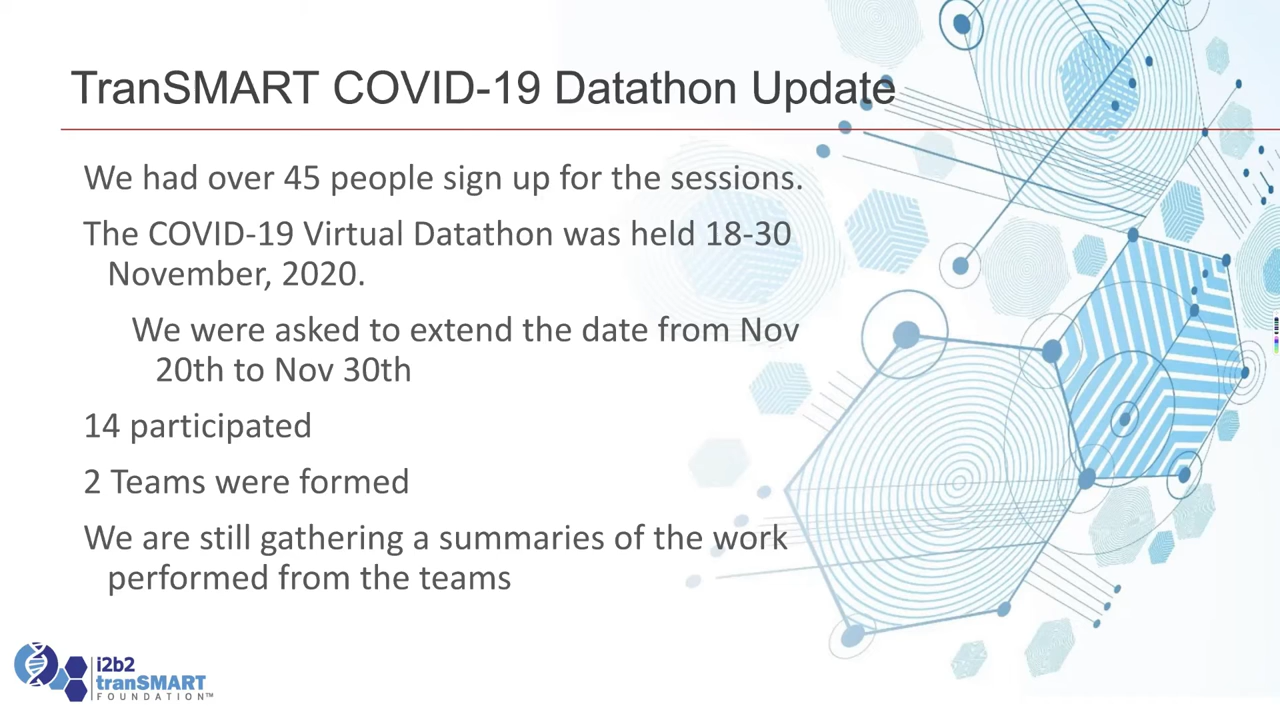 TranSMART COVID-19 Datathon Update
We had over 45 people sign up for the sessions.
The COVID-19 Virtual Datathon was held 18-30
November, 2020.
We were asked to extend the date from Nov
20th to Nov 30th
14 participated
2 Teams were formed
We are still gathering a summaries of the work
performed from the teams
i2b2
tranSMART
FOUNDATION™